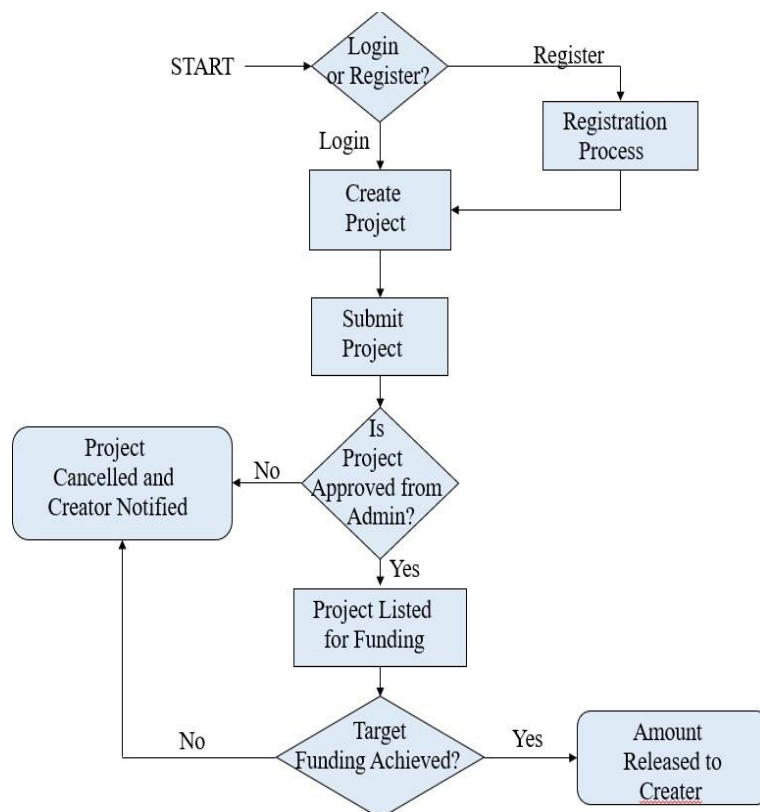 Login
or Register?
START
Register
Registration
Process
Login
Create
Project
Submit
Project
Is
Project
Approved from
Admin?
No
Project
Cancelled and
Creator Notified
Yes
Project Listed
for Funding
Target
Funding Achieved?
No
Yes
Amount
Released to
Creater